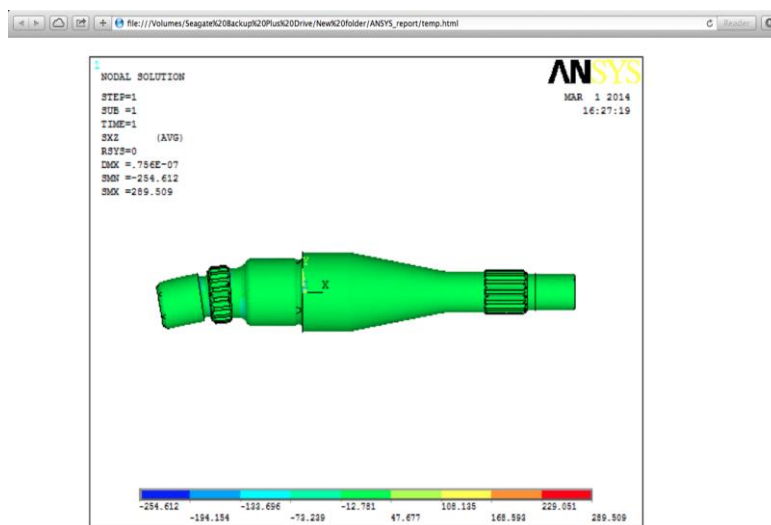 file:///Volumes/Seagate%20Backup%20Plus%20Drive/New%20folder/ANSYS_report/temp.html
Reader
1
NODAL SOLUTION
STEP=1
SUB =1
TIME=1
SXZ (AVG)
RSYS=0
DMX =.756E-07
SMN =-254.612
SMX =289.509
ANSYS
MAR 1 2014
16:27:19
X
-254.612 -133.696 -12.781 108.135 229.051
-194.154 -73.239 47.677 168.593 289.509